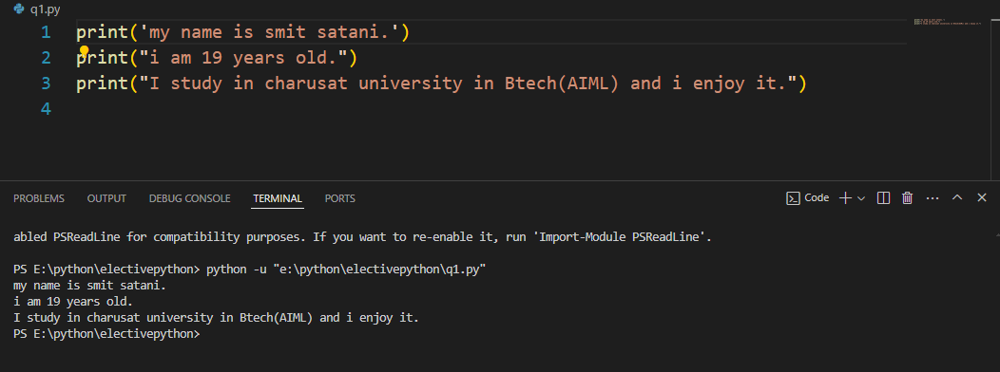 q1.py
1 print('my name is smit satani.')
2 print("i am 19 years old.")
3 print("I study in charusat university in Btech(AIML) and i enjoy it.")
4
PROBLEMS OUTPUT DEBUG CONSOLE TERMINAL PORTS Code
abled PSReadLine for compatibility purposes. If you want to re-enable it, run 'Import-Module PSReadLine'.
PS E:\python\electivepython> python -u "e:\python\electivepython\q1.py"
my name is smit satani.
i am 19 years old.
I study in charusat university in Btech(AIML) and i enjoy it.
PS E:\python\electivepython>